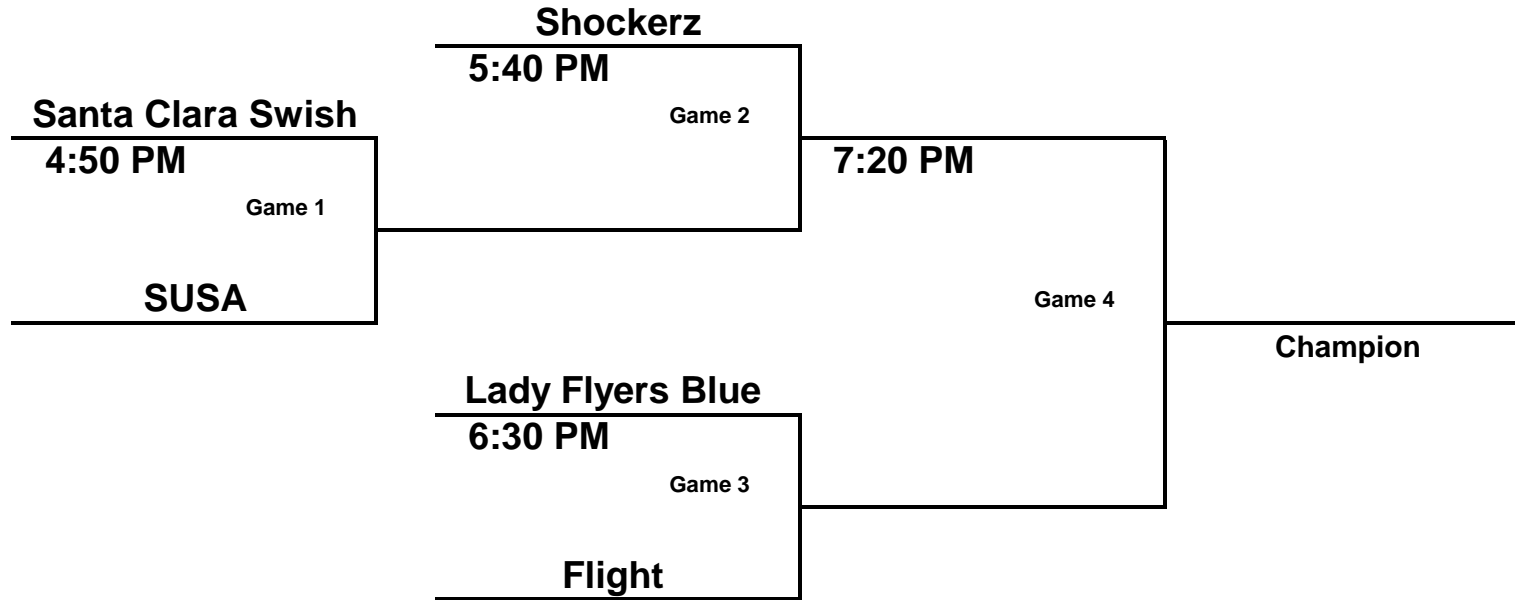 Shockerz
5:40 PM
Game 2
Santa Clara Swish
4:50 PM
7:20 PM
Game 1
SUSA
Game 4
Champion
Lady Flyers Blue
6:30 PM
Game 3
Flight